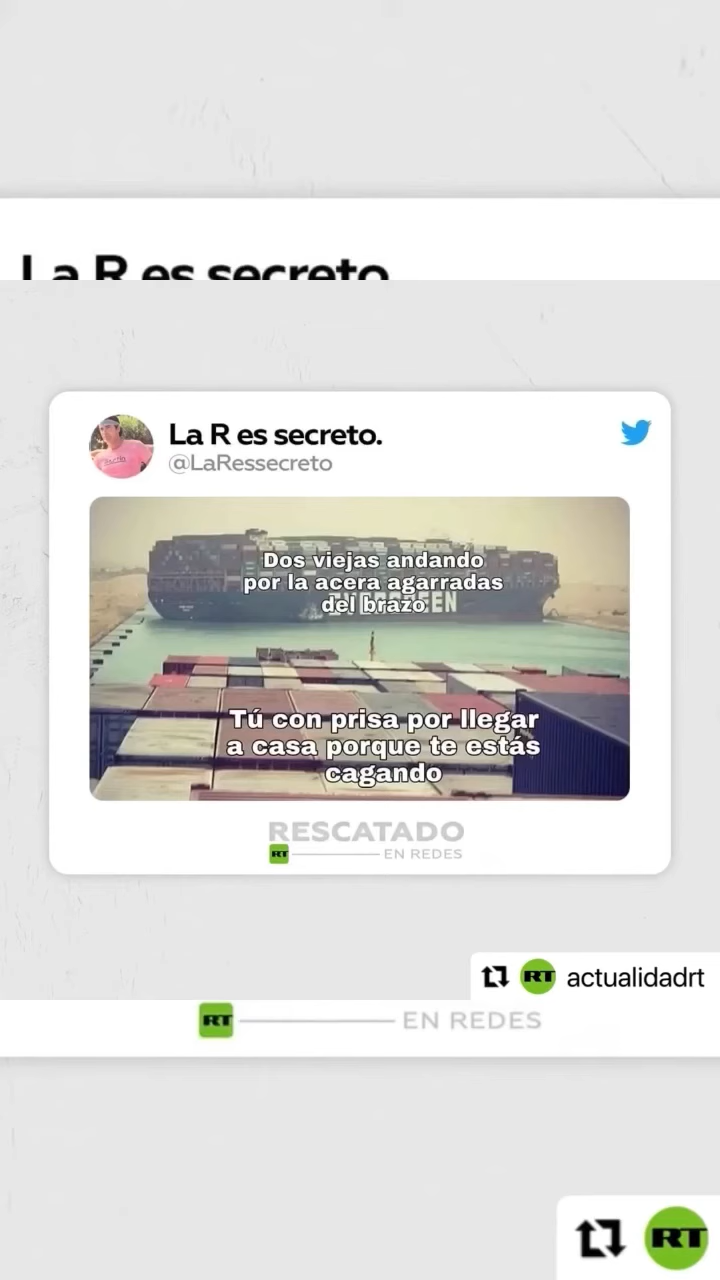 La R es secreto
La R es secreto.
@LaRessecreto
Dos viejas andando
por la acera agarradas
del brazo
Tú con prisa por llegar
a casa porque te estás
cagando
RESCATADO
RT EN REDES
RT actualidadrt
RT EN REDES
RT